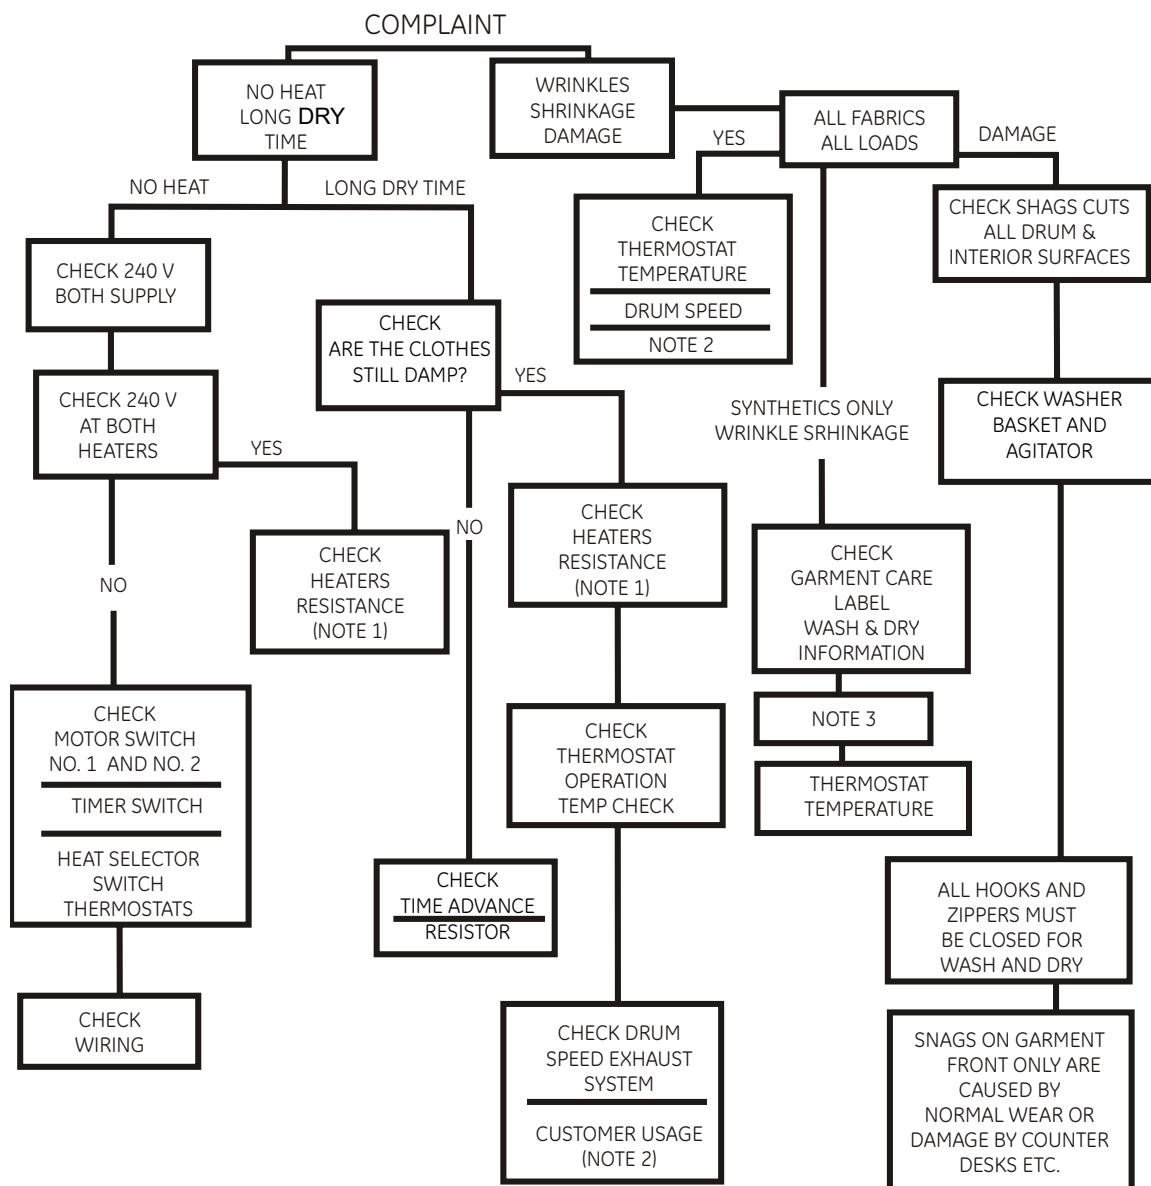 COMPLAINT
NO HEAT
LONG DRY
TIME
WRINKLES
SHRINKAGE
DAMAGE
ALL FABRICS
ALL LOADS
YES
DAMAGE
NO HEAT
LONG DRY TIME
CHECK 240 V
BOTH SUPPLY
CHECK 240 V
AT BOTH
HEATERS
YES
NO
CHECK
HEATERS
RESISTANCE
(NOTE 1)
CHECK
MOTOR SWITCH
NO. 1 AND NO. 2
TIMER SWITCH
HEAT SELECTOR
SWITCH
THERMOSTATS
CHECK
WIRING
CHECK
ARE THE CLOTHES
STILL DAMP?
YES
NO
CHECK
TIME ADVANCE
RESISTOR
CHECK
HEATERS
RESISTANCE
(NOTE 1)
CHECK
THERMOSTAT
OPERATION
TEMP CHECK
CHECK DRUM
SPEED EXHAUST
SYSTEM
CUSTOMER USAGE
(NOTE 2)
CHECK
THERMOSTAT
TEMPERATURE
DRUM SPEED
NOTE 2
SYNTHETICS ONLY
WRINKLE SRHINKAGE
CHECK
GARMENT CARE
LABEL
WASH & DRY
INFORMATION
NOTE 3
THERMOSTAT
TEMPERATURE
CHECK SHAGS CUTS
ALL DRUM &
INTERIOR SURFACES
CHECK WASHER
BASKET AND
AGITATOR
ALL HOOKS AND
ZIPPERS MUST
BE CLOSED FOR
WASH AND DRY
SNAGS ON GARMENT
FRONT ONLY ARE
CAUSED BY
NORMAL WEAR OR
DAMAGE BY COUNTER
DESKS ETC.